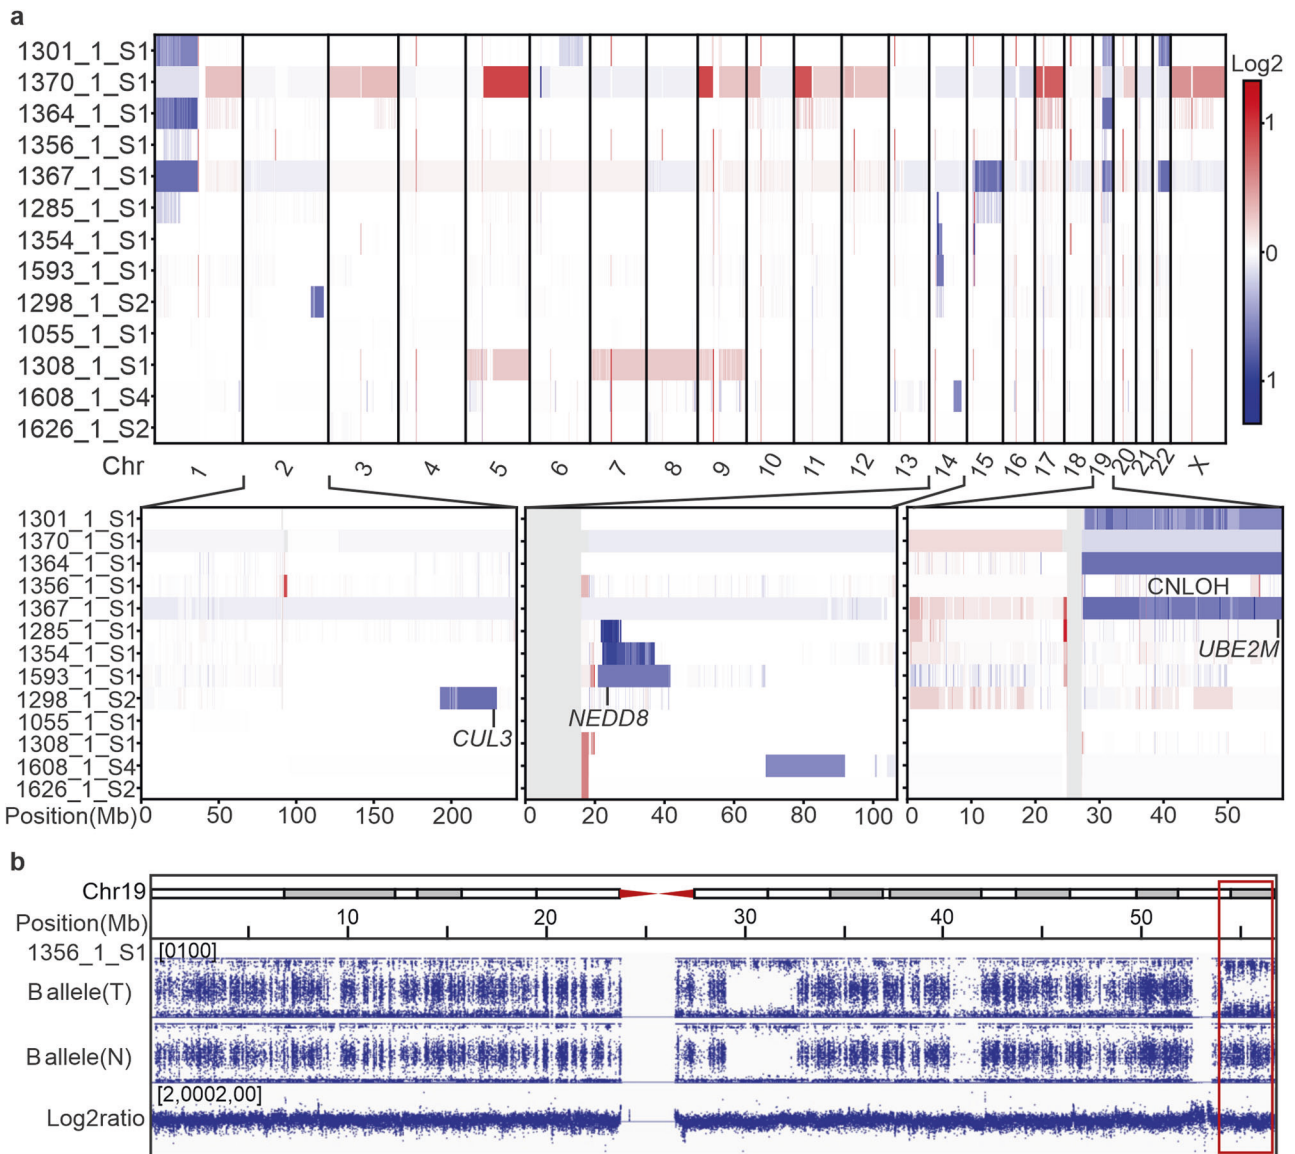 a
Log2
1301_1_S1
1370_1_S1
1364_1_S1
1356_1_S1
1367_1_S1
1285_1_S1
1354_1_S1
1593_1_S1
1298_1_S2
1055_1_S1
1308_1_S1
1608_1_S4
1626_1_S2
1
0
1
Chr 1 2 3 4 5 6 7 8 9 10 11 12 13 14 15 16 17 18 19 20 21 22 X
1301_1_S1
1370_1_S1
1364_1_S1
1356_1_S1
1367_1_S1
1285_1_S1
1354_1_S1
1593_1_S1
1298_1_S2
1055_1_S1
1308_1_S1
1608_1_S4
1626_1_S2
CUL3
NEDD8
CNLOH
UBE2M
Position(Mb) 0 50 100 150 200 0 20 40 60 80 100 0 10 20 30 40 50
b
Chr19
Position(Mb) 10 20 30 40 50
1356_1_S1 [0100]
B allele(T)
B allele(N)
[2,0002,00]
Log2ratio